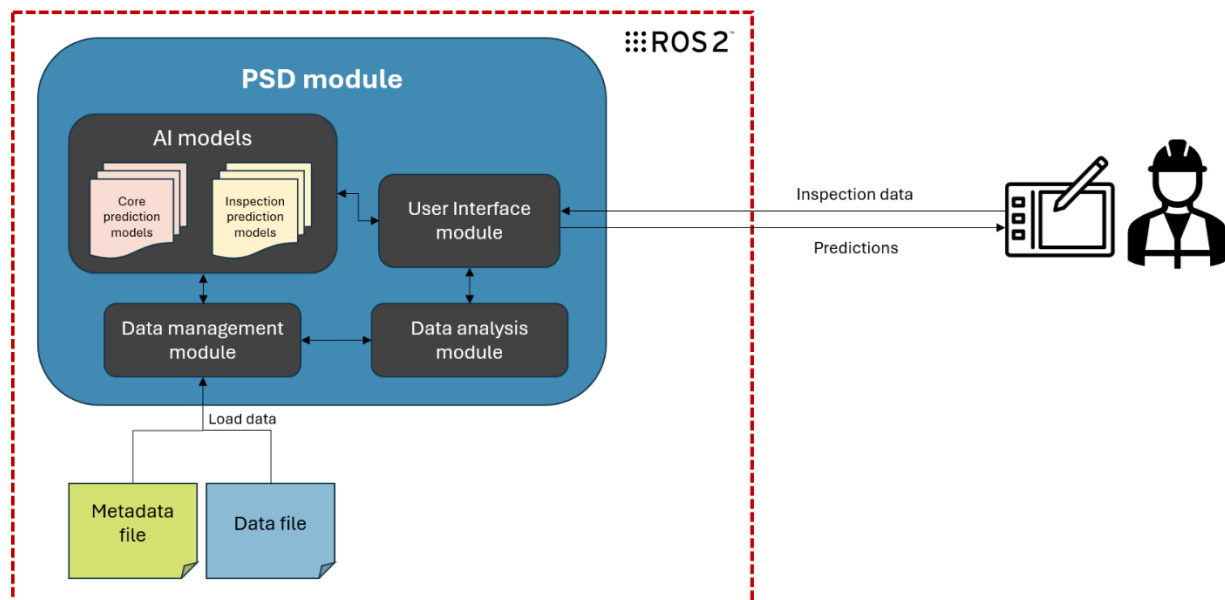 ROS 2™
PSD module
AI models
Core
prediction
models
Inspection
prediction
models
User Interface
module
Inspection data
Predictions
Data management
module
Data analysis
module
Load data
Metadata
file
Data file